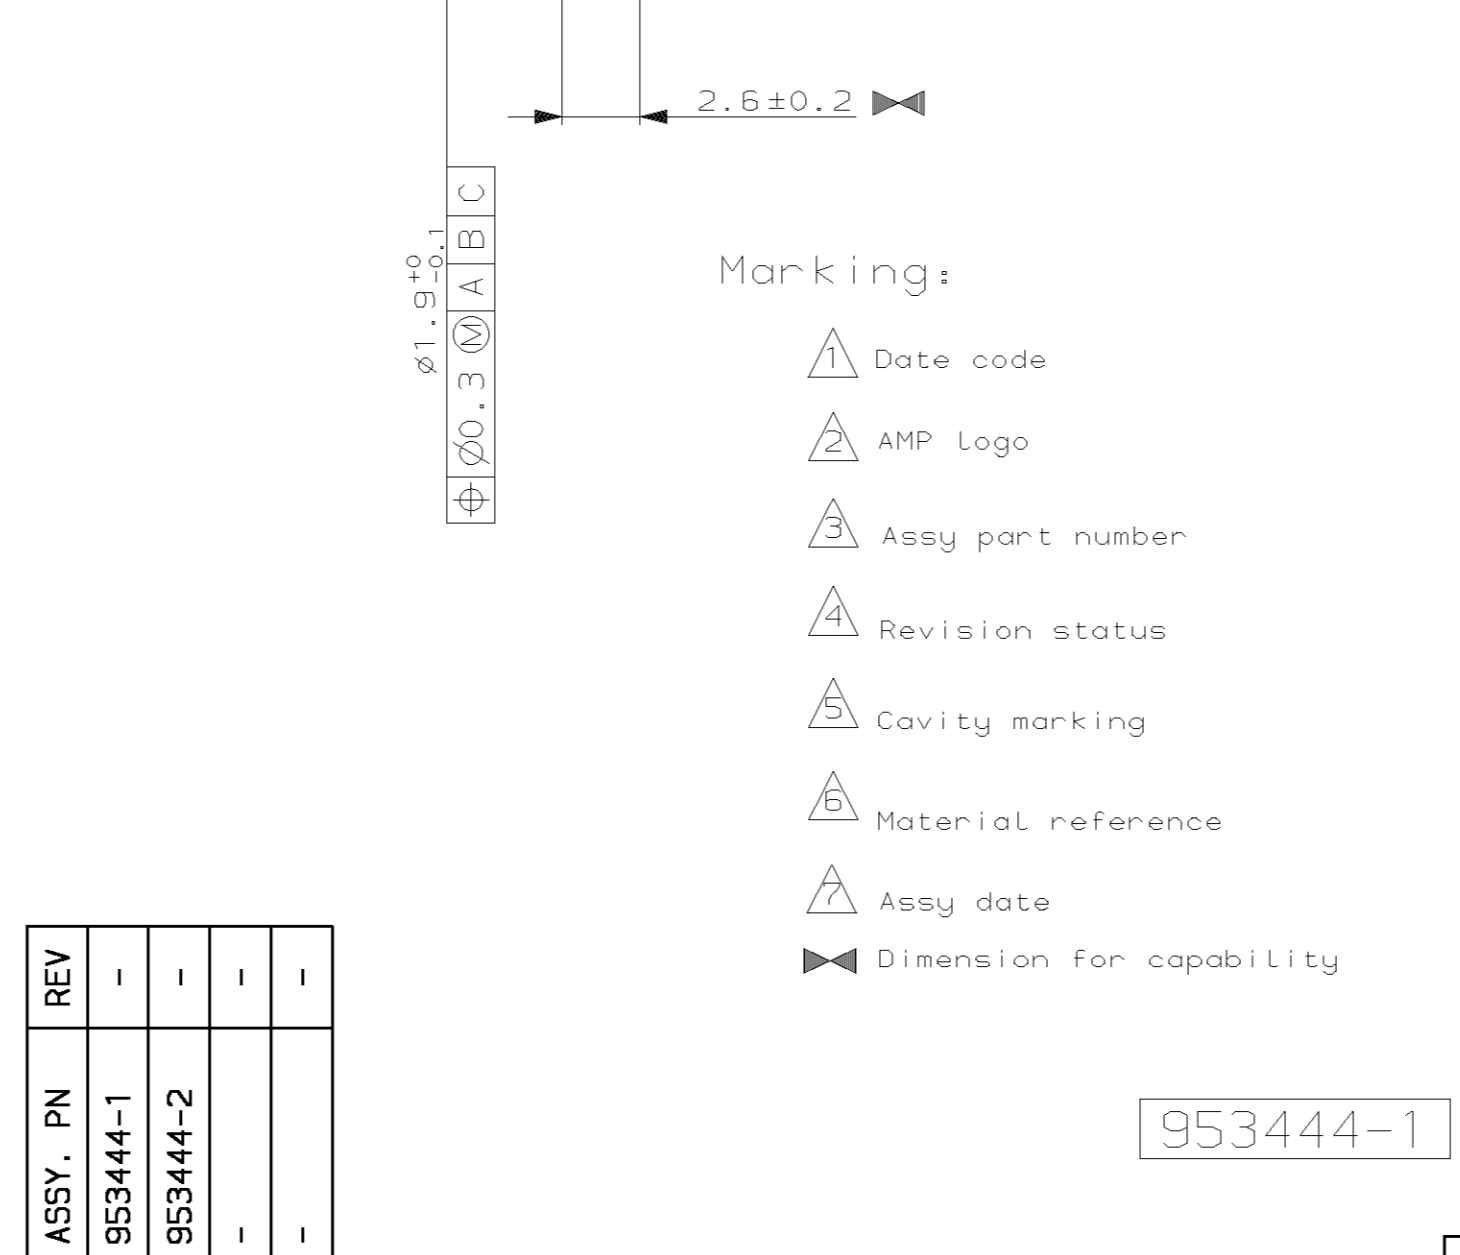 2.6±0.2
ø1.9 +0 -0.1
⌖ ø0.3 Ⓜ A B C
Marking:
1 Date code
2 AMP logo
3 Assy part number
4 Revision status
5 Cavity marking
6 Material reference
7 Assy date
Dimension for capability
ASSY. PN REV
953444-1 -
953444-2 -
- -
- -
953444-1